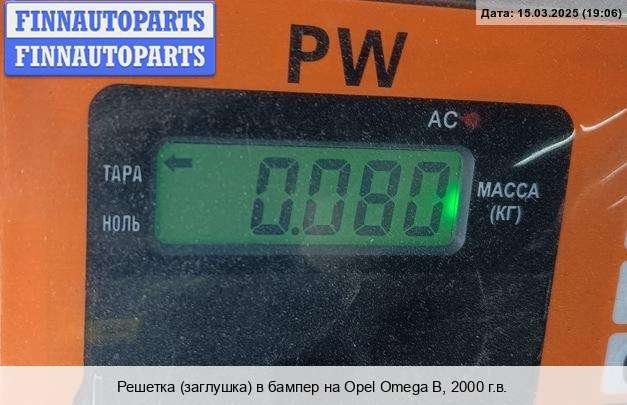 FINNAUTOPARTS
FINNAUTOPARTS
Дата: 15.03.2025 (19:06)
PW
AC
ТАРА
НОЛЬ
0.080
МАССА
(КГ)
Решетка (заглушка) в бампер на Opel Omega B, 2000 г.в.